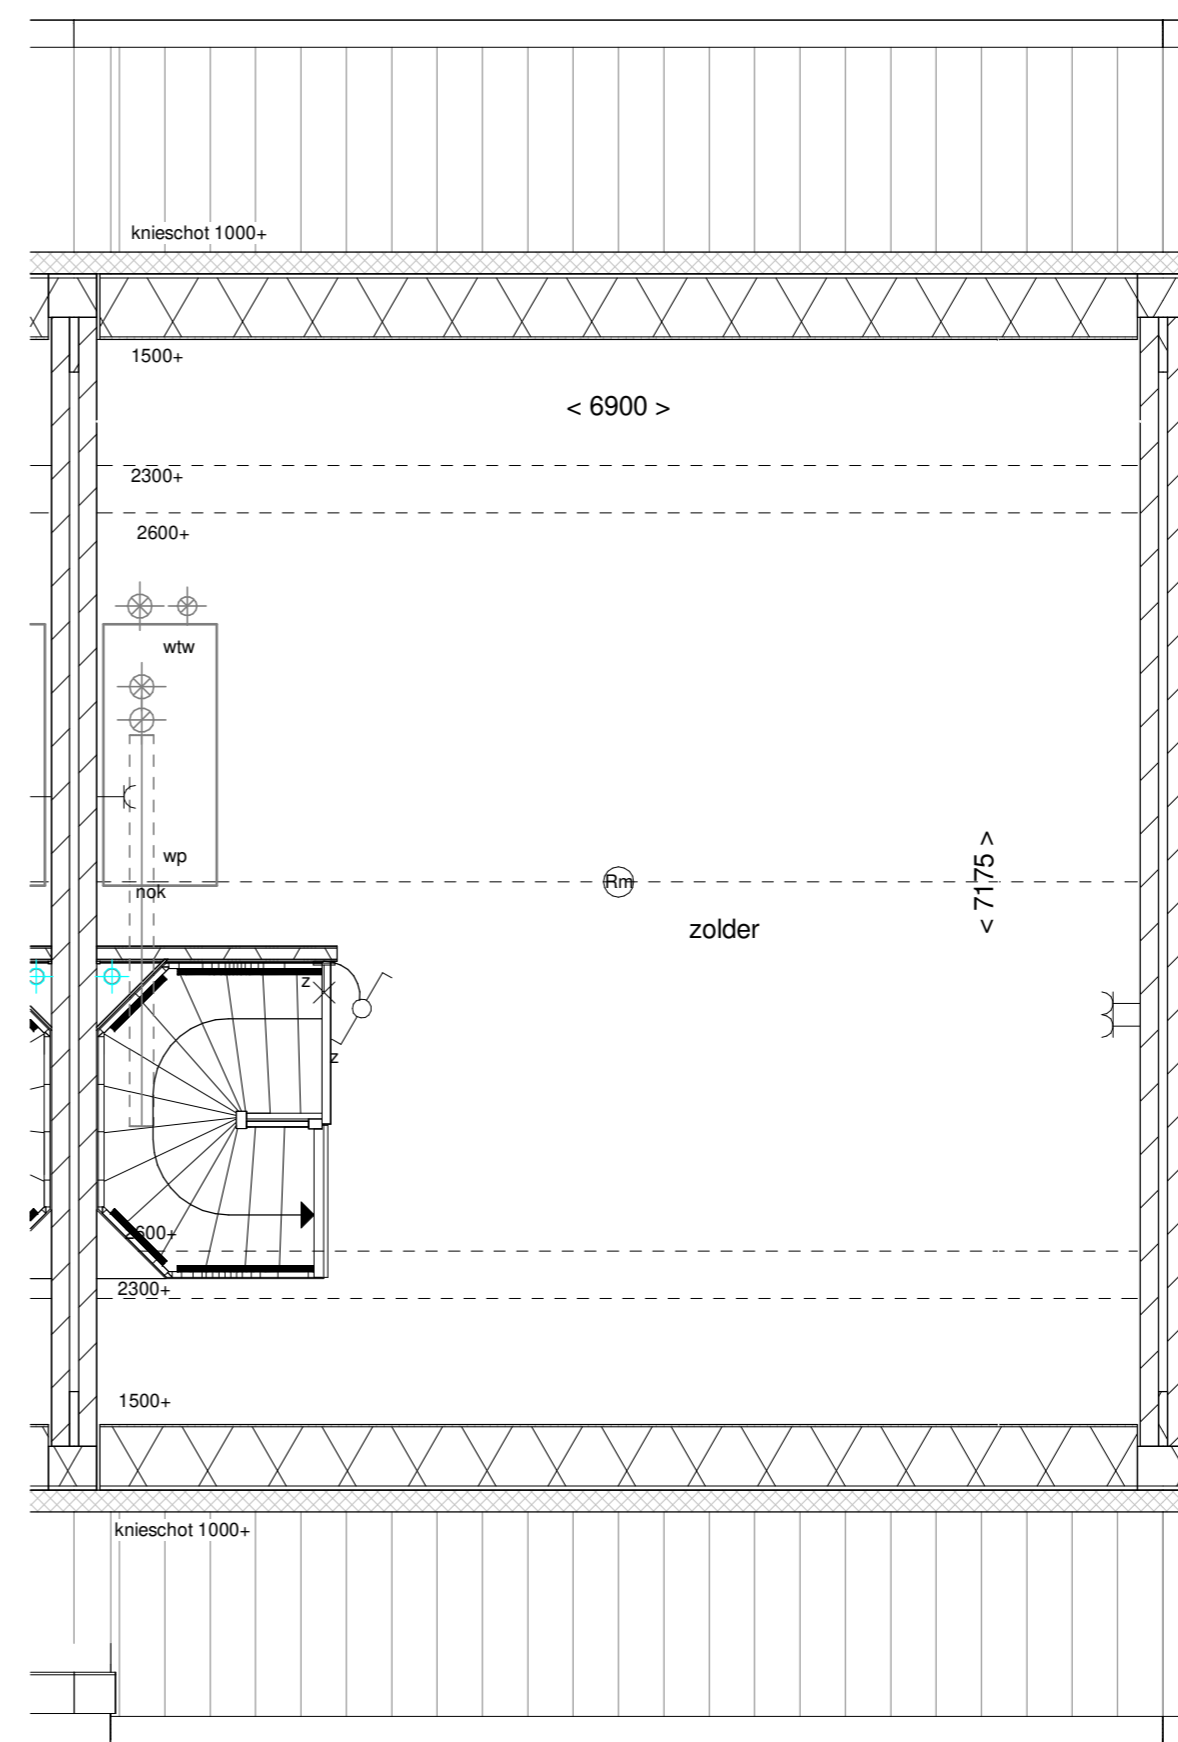 knieschot 1000+
1500+
< 6900 >
2300+
2600+
wtw
wp
nok
Rm
< 7175 >
zolder
z
z
2600+
2300+
1500+
knieschot 1000+